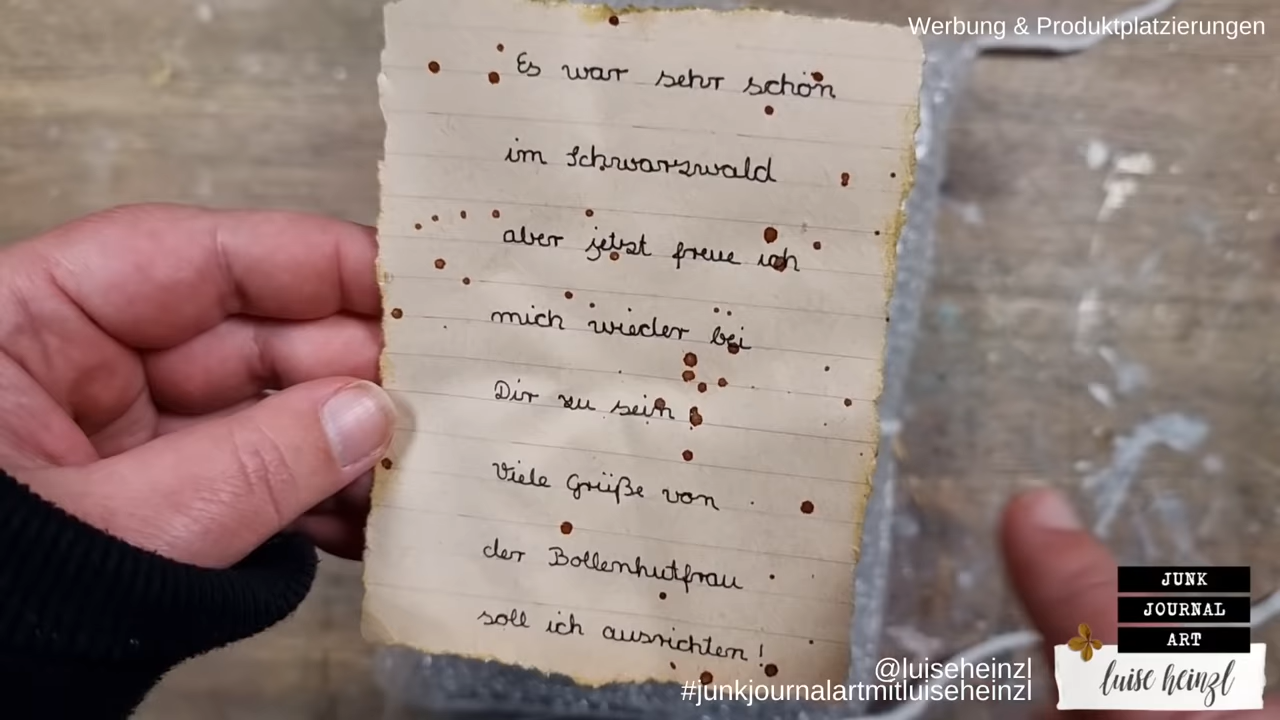 Werbung & Produktplatzierungen
Es war sehr schön
im Schwarzwald
aber jetzt freue ich
mich wieder bei
Dir zu sein!
Viele Grüße von
der Bollenhutfrau
soll ich ausrichten!
JUNK
JOURNAL
ART
luise heinzl
@luiseheinzl
#junkjournalartmitluiseheinzl